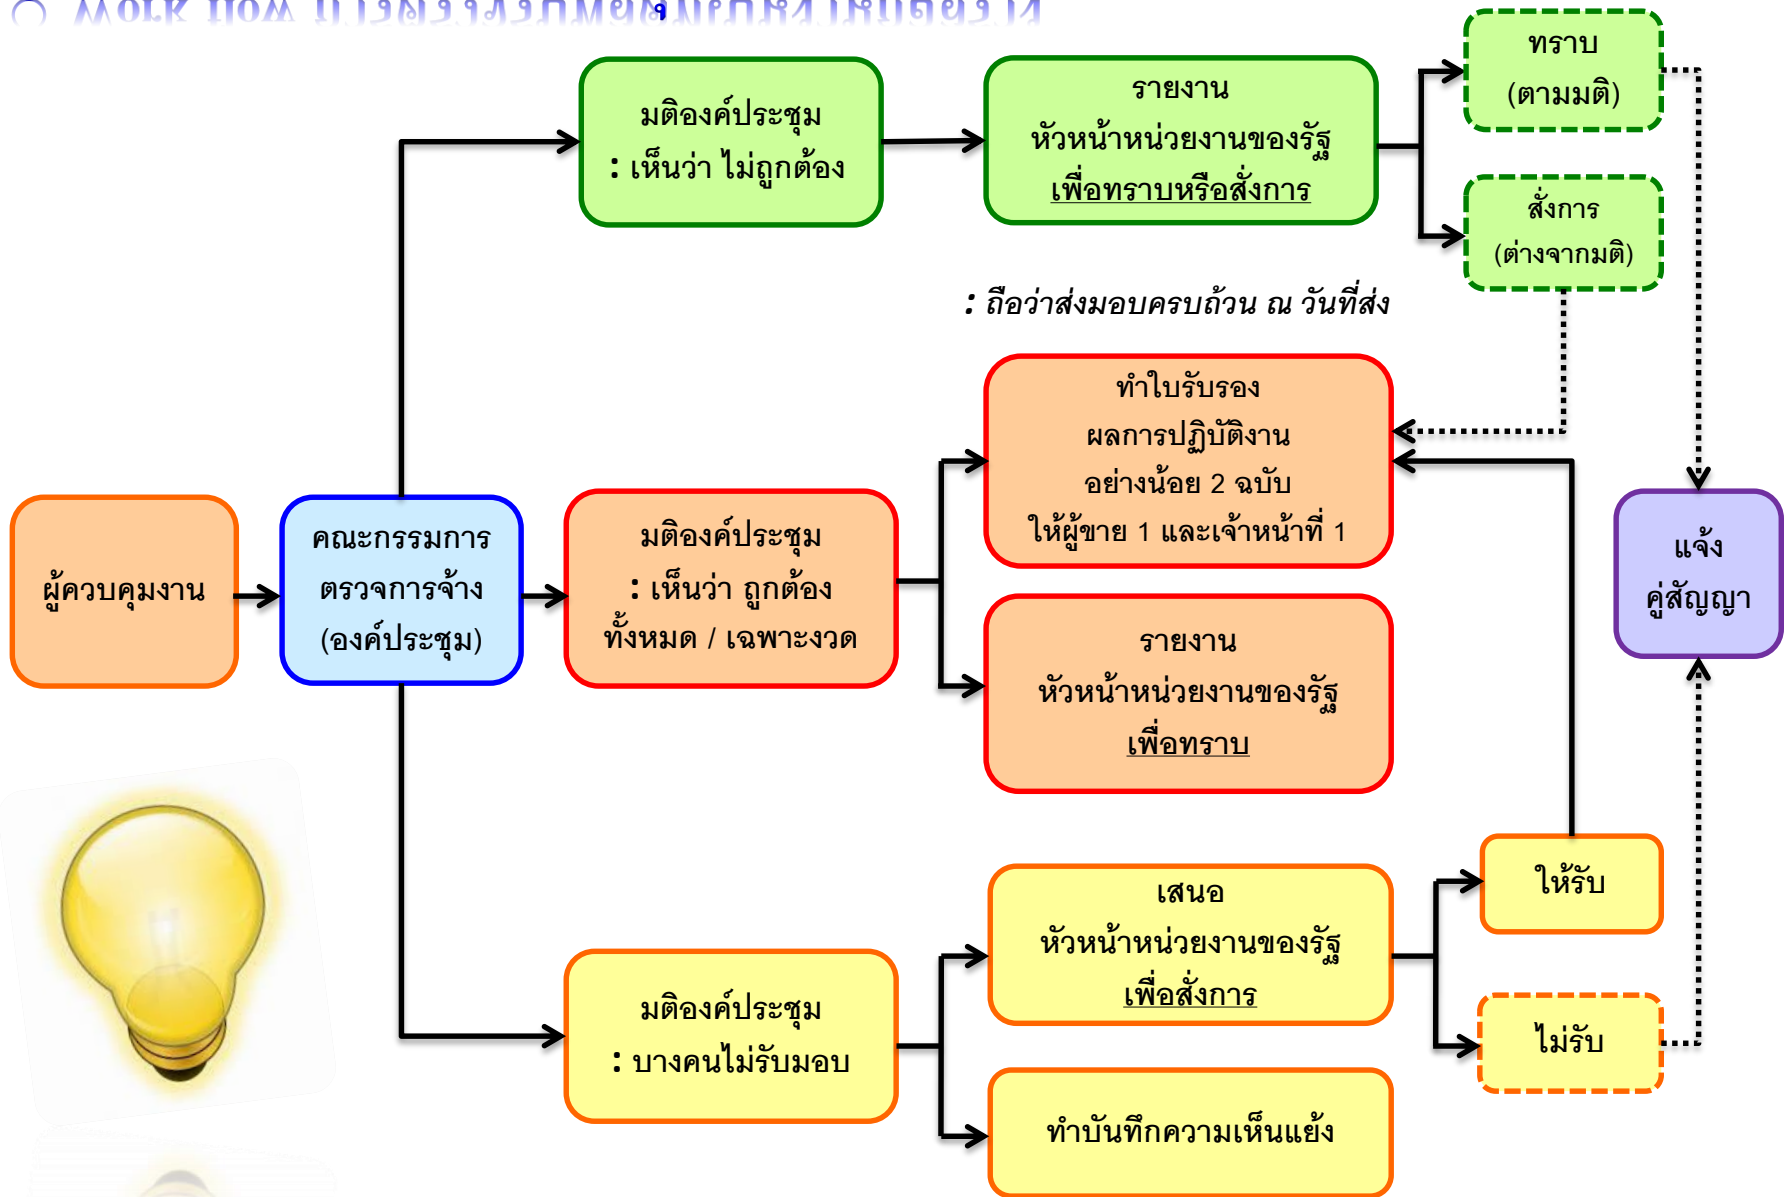 ทราบ
(ตามมติ)
มติองค์ประชุม
: เห็นว่า ไม่ถูกต้อง
รายงาน
หัวหน้าหน่วยงานของรัฐ
เพื่อทราบหรือสั่งการ
สั่งการ
(ต่างจากมติ)
: ถือว่าส่งมอบครบถ้วน ณ วันที่ส่ง
ทำใบรับรอง
ผลการปฏิบัติงาน
อย่างน้อย 2 ฉบับ
ให้ผู้ขาย 1 และเจ้าหน้าที่ 1
ผู้ควบคุมงาน
คณะกรรมการ
ตรวจการจ้าง
(องค์ประชุม)
มติองค์ประชุม
: เห็นว่า ถูกต้อง
ทั้งหมด / เฉพาะงวด
แจ้ง
คู่สัญญา
รายงาน
หัวหน้าหน่วยงานของรัฐ
เพื่อทราบ
ให้รับ
เสนอ
หัวหน้าหน่วยงานของรัฐ
เพื่อสั่งการ
มติองค์ประชุม
: บางคนไม่รับมอบ
ไม่รับ
ทำบันทึกความเห็นแย้ง